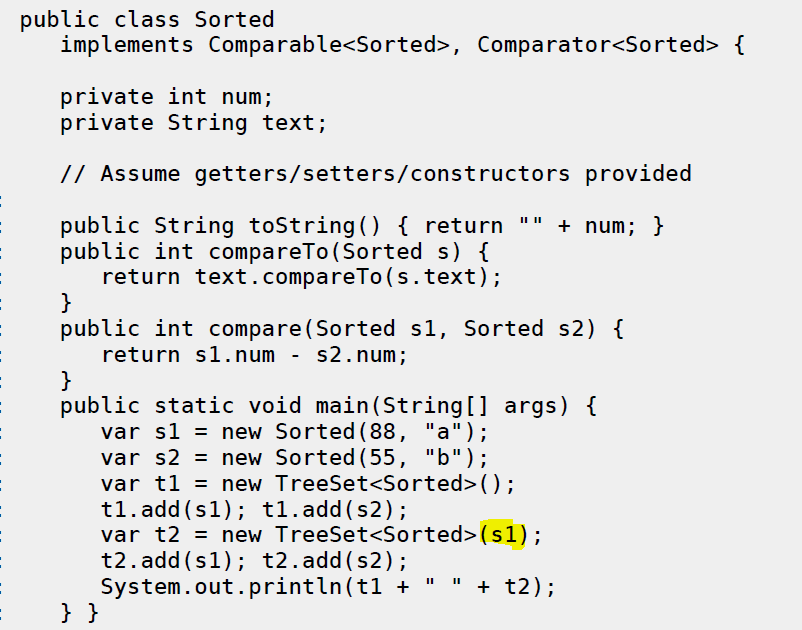 public class Sorted
implements Comparable<Sorted>, Comparator<Sorted> {
private int num;
private String text;
// Assume getters/setters/constructors provided
public String toString() { return "" + num; }
public int compareTo(Sorted s) {
return text.compareTo(s.text);
}
public int compare(Sorted s1, Sorted s2) {
return s1.num - s2.num;
}
public static void main(String[] args) {
var s1 = new Sorted(88, "a");
var s2 = new Sorted(55, "b");
var t1 = new TreeSet<Sorted>();
t1.add(s1); t1.add(s2);
var t2 = new TreeSet<Sorted>(s1);
t2.add(s1); t2.add(s2);
System.out.println(t1 + " " + t2);
} }